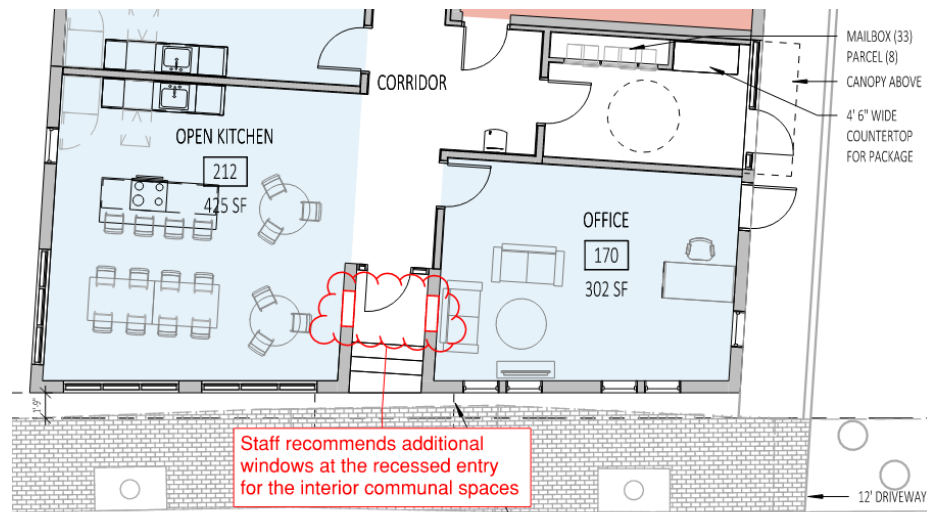 MAILBOX (33)
PARCEL (8)
CORRIDOR
CANOPY ABOVE
4' 6" WIDE
COUNTERTOP
FOR PACKAGE
OPEN KITCHEN
212
425 SF
OFFICE
170
302 SF
1'-9"
Staff recommends additional
windows at the recessed entry
for the interior communal spaces
12' DRIVEWAY